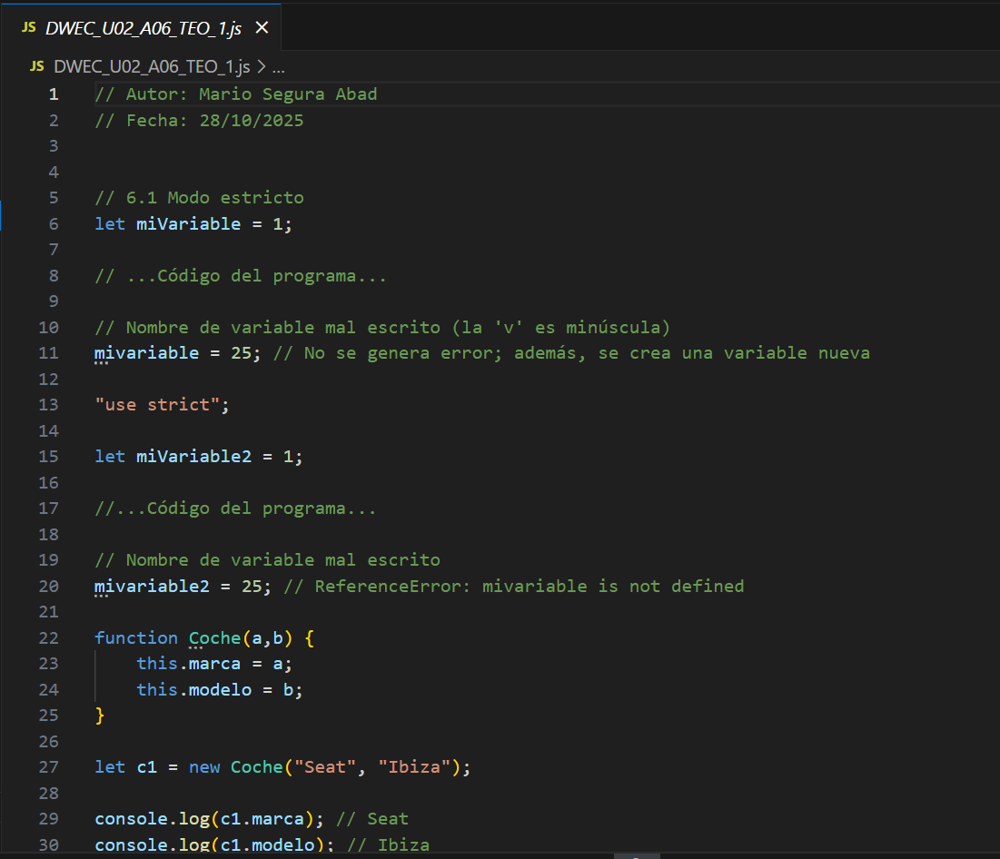 JS DWEC_U02_A06_TEO_1.js ×
JS DWEC_U02_A06_TEO_1.js > ...
1 // Autor: Mario Segura Abad
2 // Fecha: 28/10/2025
3
4
5 // 6.1 Modo estricto
6 let miVariable = 1;
7
8 // ...Código del programa...
9
10 // Nombre de variable mal escrito (la 'v' es minúscula)
11 mivariable = 25; // No se genera error; además, se crea una variable nueva
12
13 "use strict";
14
15 let miVariable2 = 1;
16
17 //...Código del programa...
18
19 // Nombre de variable mal escrito
20 mivariable2 = 25; // ReferenceError: mivariable is not defined
21
22 function Coche(a,b) {
23     this.marca = a;
24     this.modelo = b;
25 }
26
27 let c1 = new Coche("Seat", "Ibiza");
28
29 console.log(c1.marca); // Seat
30 console.log(c1.modelo); // Ibiza